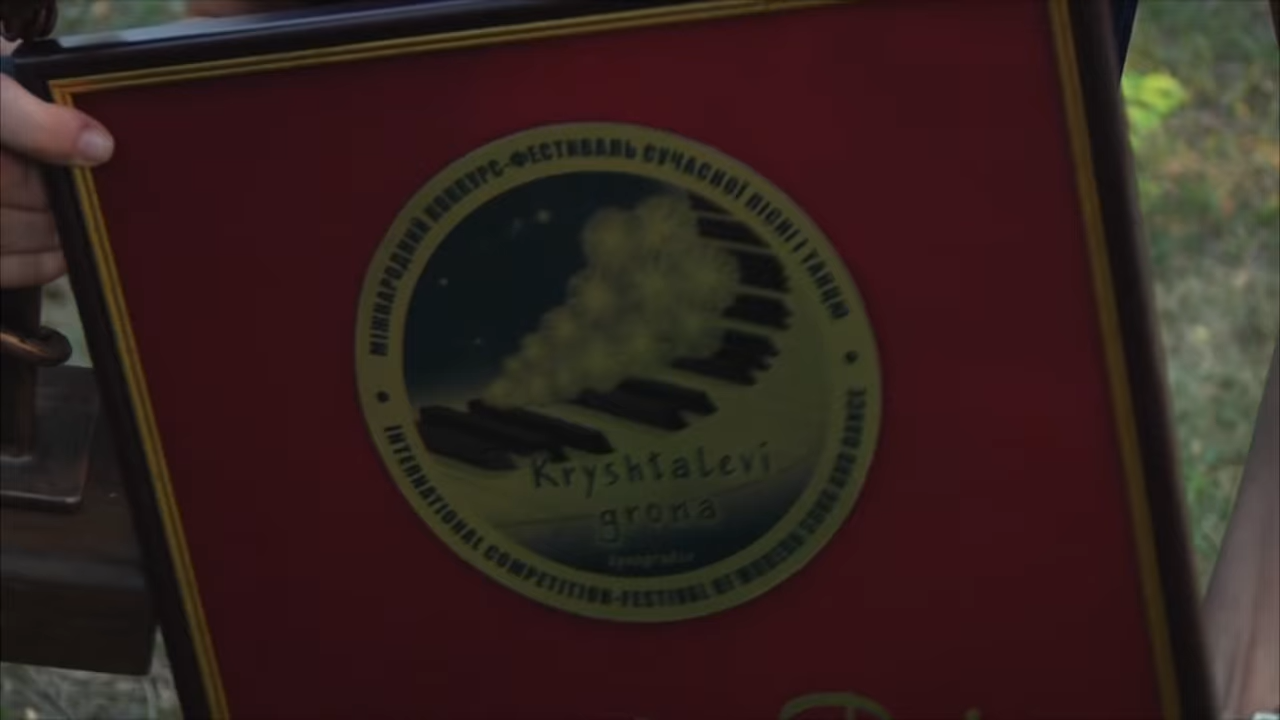 МІЖНАРОДНИЙ КОНКУРС-ФЕСТИВАЛЬ СУЧАСНОЇ ПІСНІ І ТАНЦЮ
Kryshtalevi
grona
INTERNATIONAL COMPETITION-FESTIVAL OF MODERN SONG AND DANCE